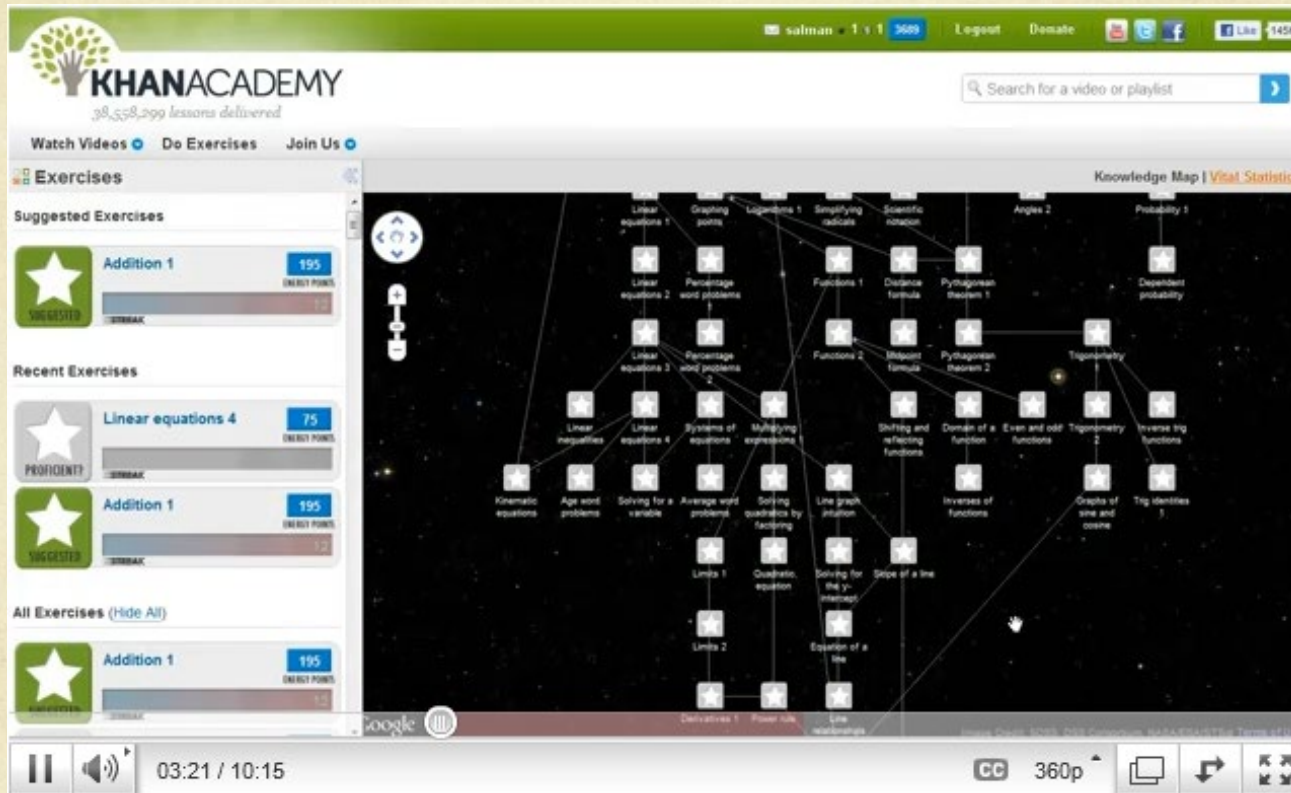 salman 1 1 3689 Logout Donate Like
KHANACADEMY
38,558,299 lessons delivered
Search for a video or playlist
Watch Videos Do Exercises Join Us
Exercises
Knowledge Map | Vital Statistic
Suggested Exercises
Addition 1
195
ENERGY POINTS
SUGGESTED
STREAK
Recent Exercises
Linear equations 4
75
ENERGY POINTS
PROFICIENT?
STREAK
Addition 1
195
ENERGY POINTS
SUGGESTED
STREAK
All Exercises (Hide All)
Addition 1
195
ENERGY POINTS
SUGGESTED
Linear equations 1
Graphing points
Logarithms 1
Simplifying radicals
Scientific notation
Angles 2
Probability 1
Linear equations 2
Percentage word problems
Functions 1
Distance formula
Pythagorean theorem 1
Dependent probability
Linear equations 3
Percentage word problems 2
Functions 2
Midpoint formula
Pythagorean theorem 2
Trigonometry
Linear inequalities
Linear equations 4
Systems of equations
Multiplying expressions 1
Shifting and reflecting functions
Domain of a function
Even and odd functions
Trigonometry 2
Inverse trig functions
Kinematic equations
Age word problems
Solving for a variable
Average word problems
Solving quadratics by factoring
Line graph intuition
Inverses of functions
Graphs of sine and cosine
Trig identities 1
Limits 1
Quadratic equation
Solving for the y-intercept
Slope of a line
Limits 2
Equation of a line
Derivatives 1
Power rule
Line relationships
Google
03:21 / 10:15
CC 360p